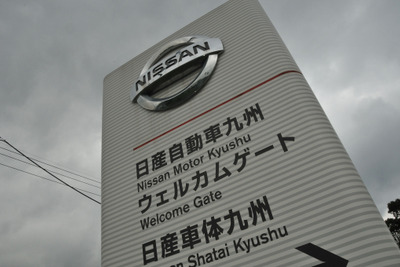 NISSAN
日産自動車九州
Nissan Motor Kyushu
ウェルカムゲート
Welcome Gate
日産車体九州
Shatai Kyushu